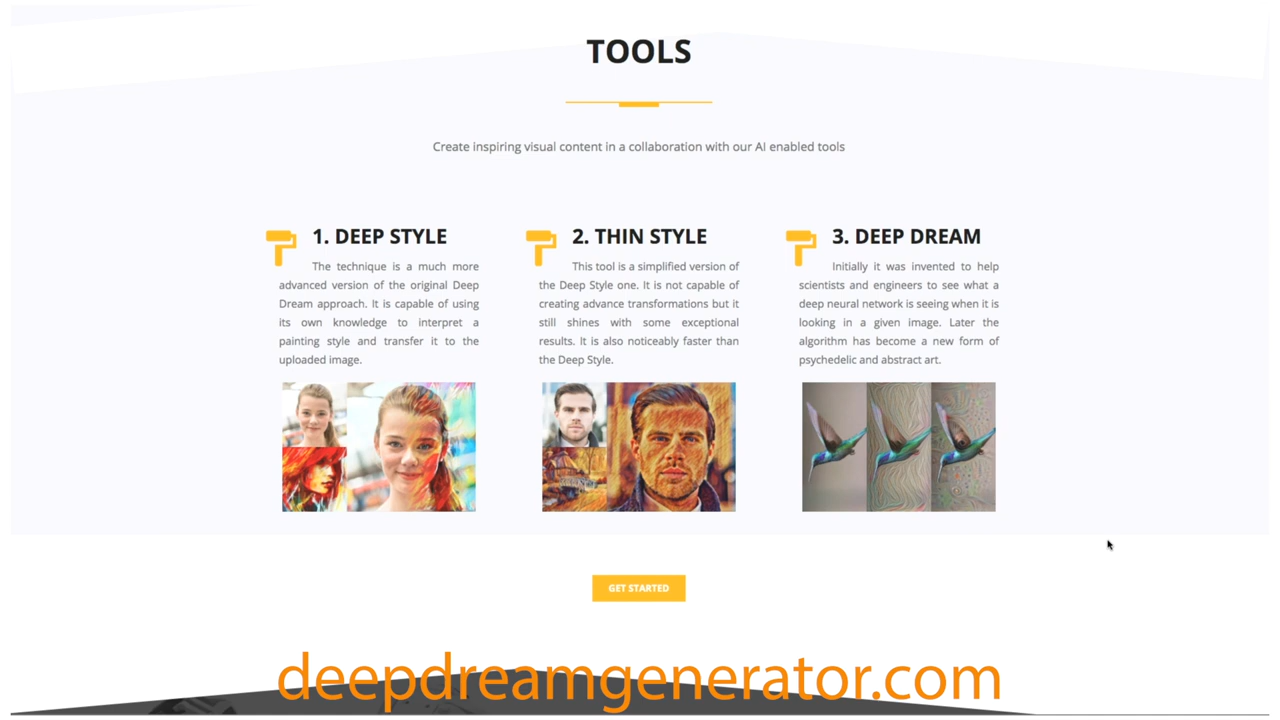 TOOLS
Create inspiring visual content in a collaboration with our AI enabled tools
1. DEEP STYLE
The technique is a much more
advanced version of the original Deep
Dream approach. It is capable of using
its own knowledge to interpret a
painting style and transfer it to the
uploaded image.
2. THIN STYLE
This tool is a simplified version of
the Deep Style one. It is not capable of
creating advance transformations but it
still shines with some exceptional
results. It is also noticeably faster than
the Deep Style.
3. DEEP DREAM
Initially it was invented to help
scientists and engineers to see what a
deep neural network is seeing when it is
looking in a given image. Later the
algorithm has become a new form of
psychedelic and abstract art.
GET STARTED
deepdreamgenerator.com